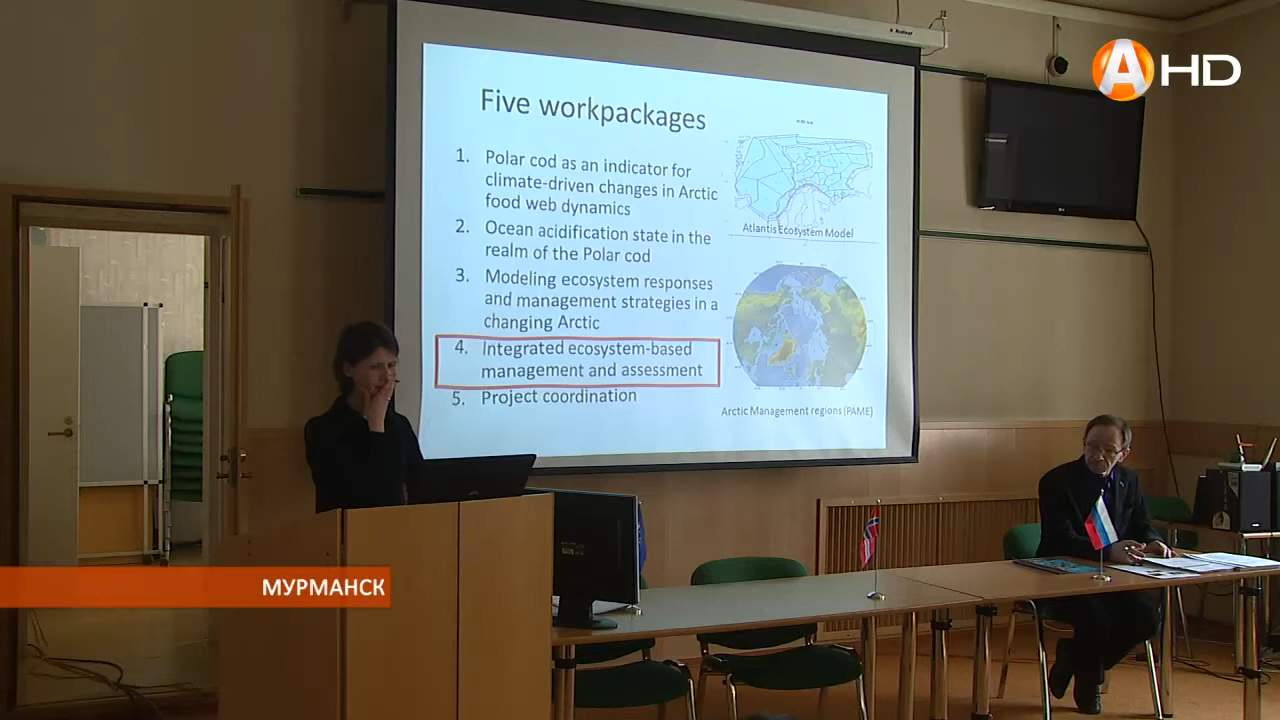 A HD
Five workpackages
1. Polar cod as an indicator for
climate-driven changes in Arctic
food web dynamics
2. Ocean acidification state in the
realm of the Polar cod
3. Modeling ecosystem responses
and management strategies in a
changing Arctic
4. Integrated ecosystem-based
management and assessment
5. Project coordination
Atlantis Ecosystem Model
Arctic Management regions (PAME)
МУРМАНСК